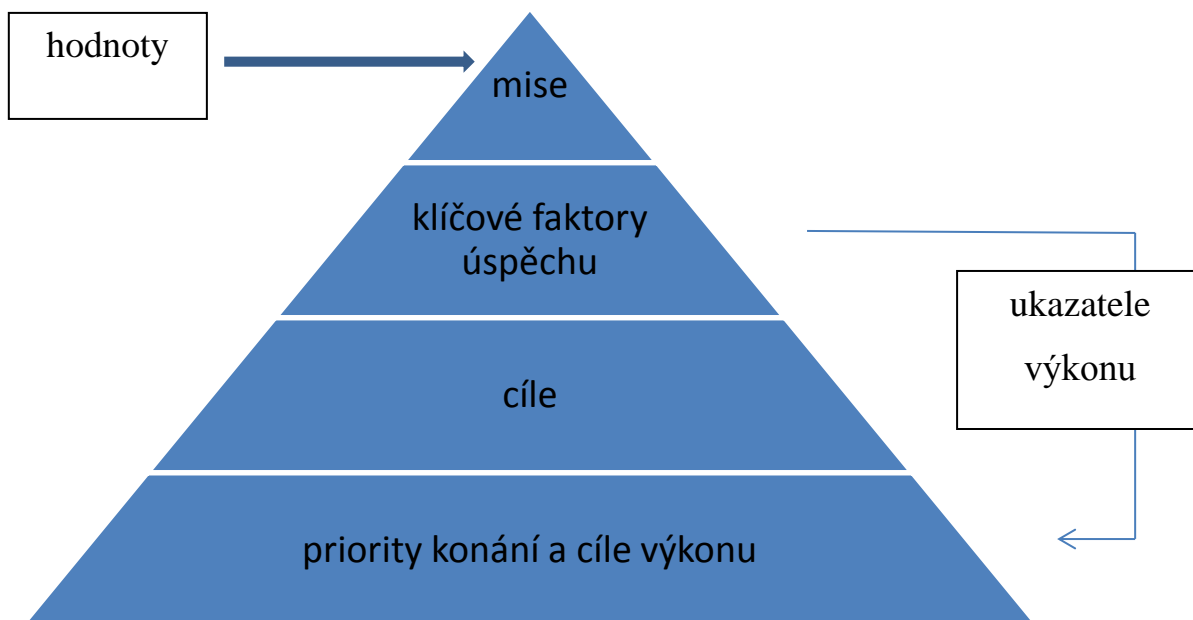 hodnoty
mise
klíčové faktory
úspěchu
ukazatele
výkonu
cíle
priority konání a cíle výkonu